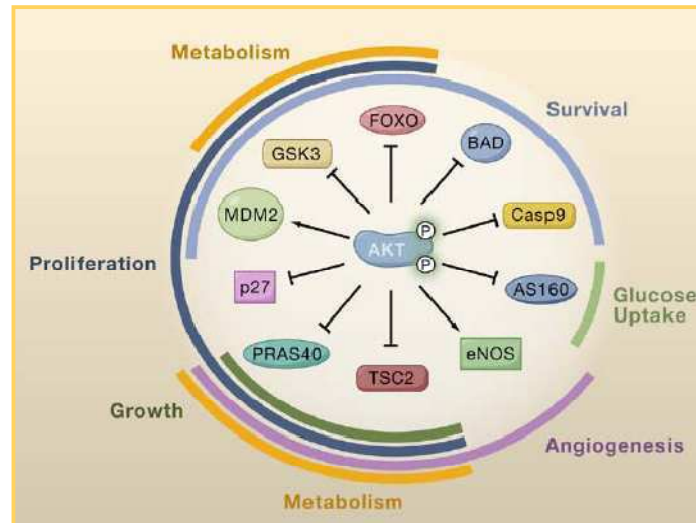 Metabolism
Survival
FOXO
BAD
GSK3
MDM2
Casp9
P
AKT
P
Proliferation
p27
AS160
Glucose
Uptake
PRAS40
eNOS
TSC2
Growth
Angiogenesis
Metabolism